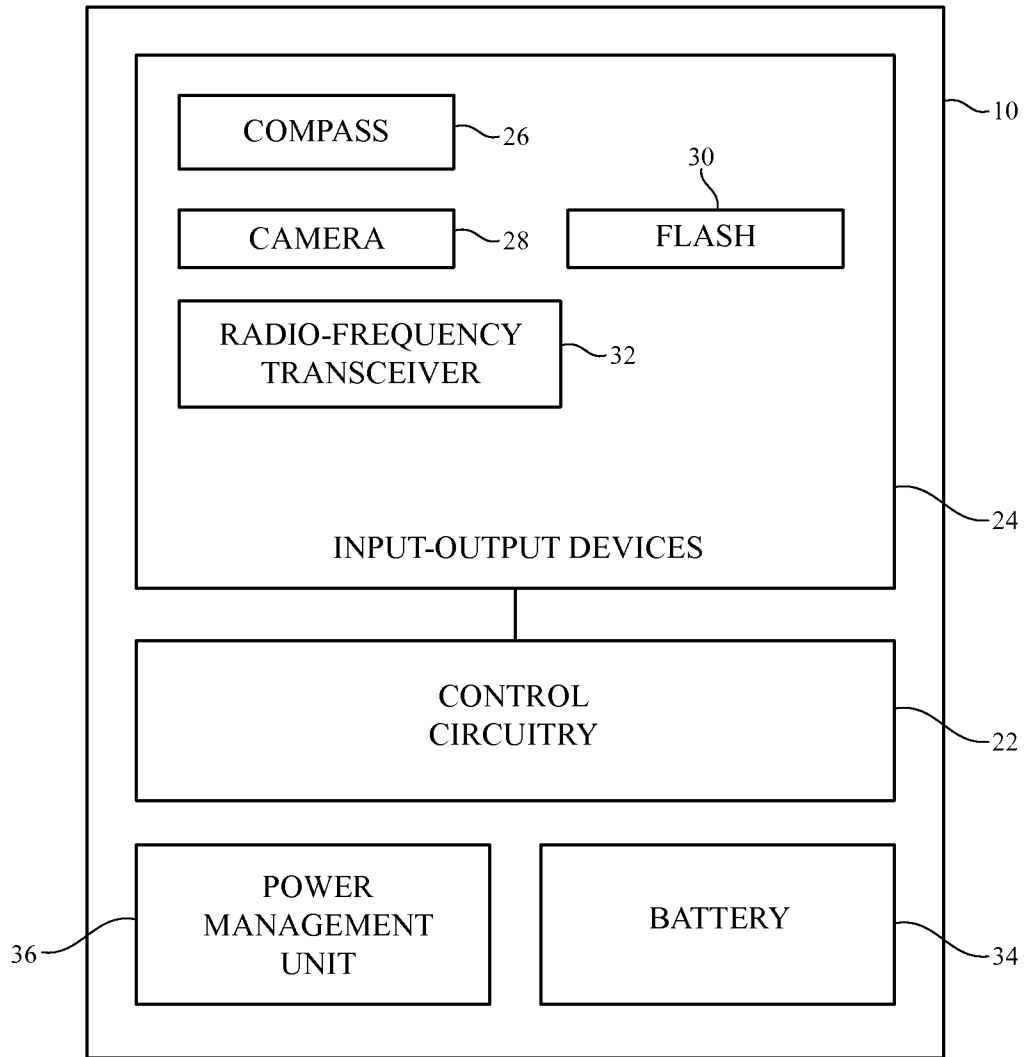 10
COMPASS
26
30
CAMERA
28
FLASH
RADIO-FREQUENCY
TRANSCEIVER
32
24
INPUT-OUTPUT DEVICES
CONTROL
CIRCUITRY
22
POWER
MANAGEMENT
UNIT
36
BATTERY
34